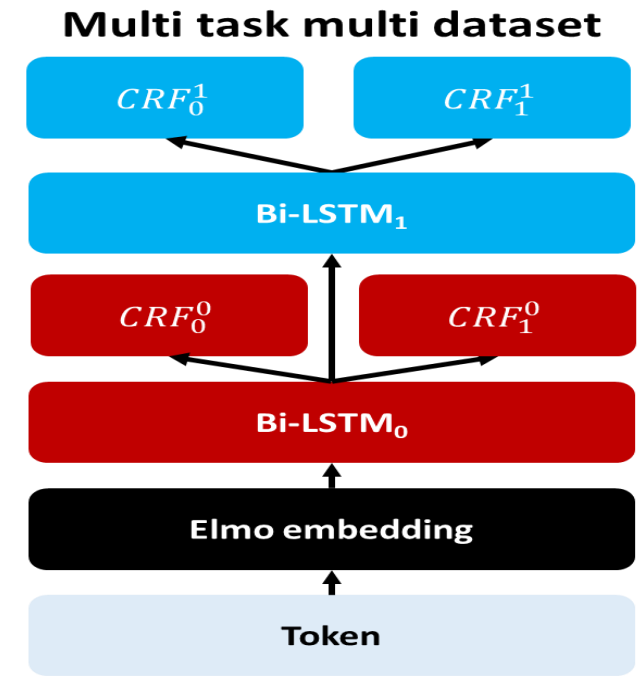 Multi task multi dataset
CRF₀¹ CRF₁¹
Bi-LSTM₁
CRF₀⁰ CRF₁⁰
Bi-LSTM₀
Elmo embedding
Token